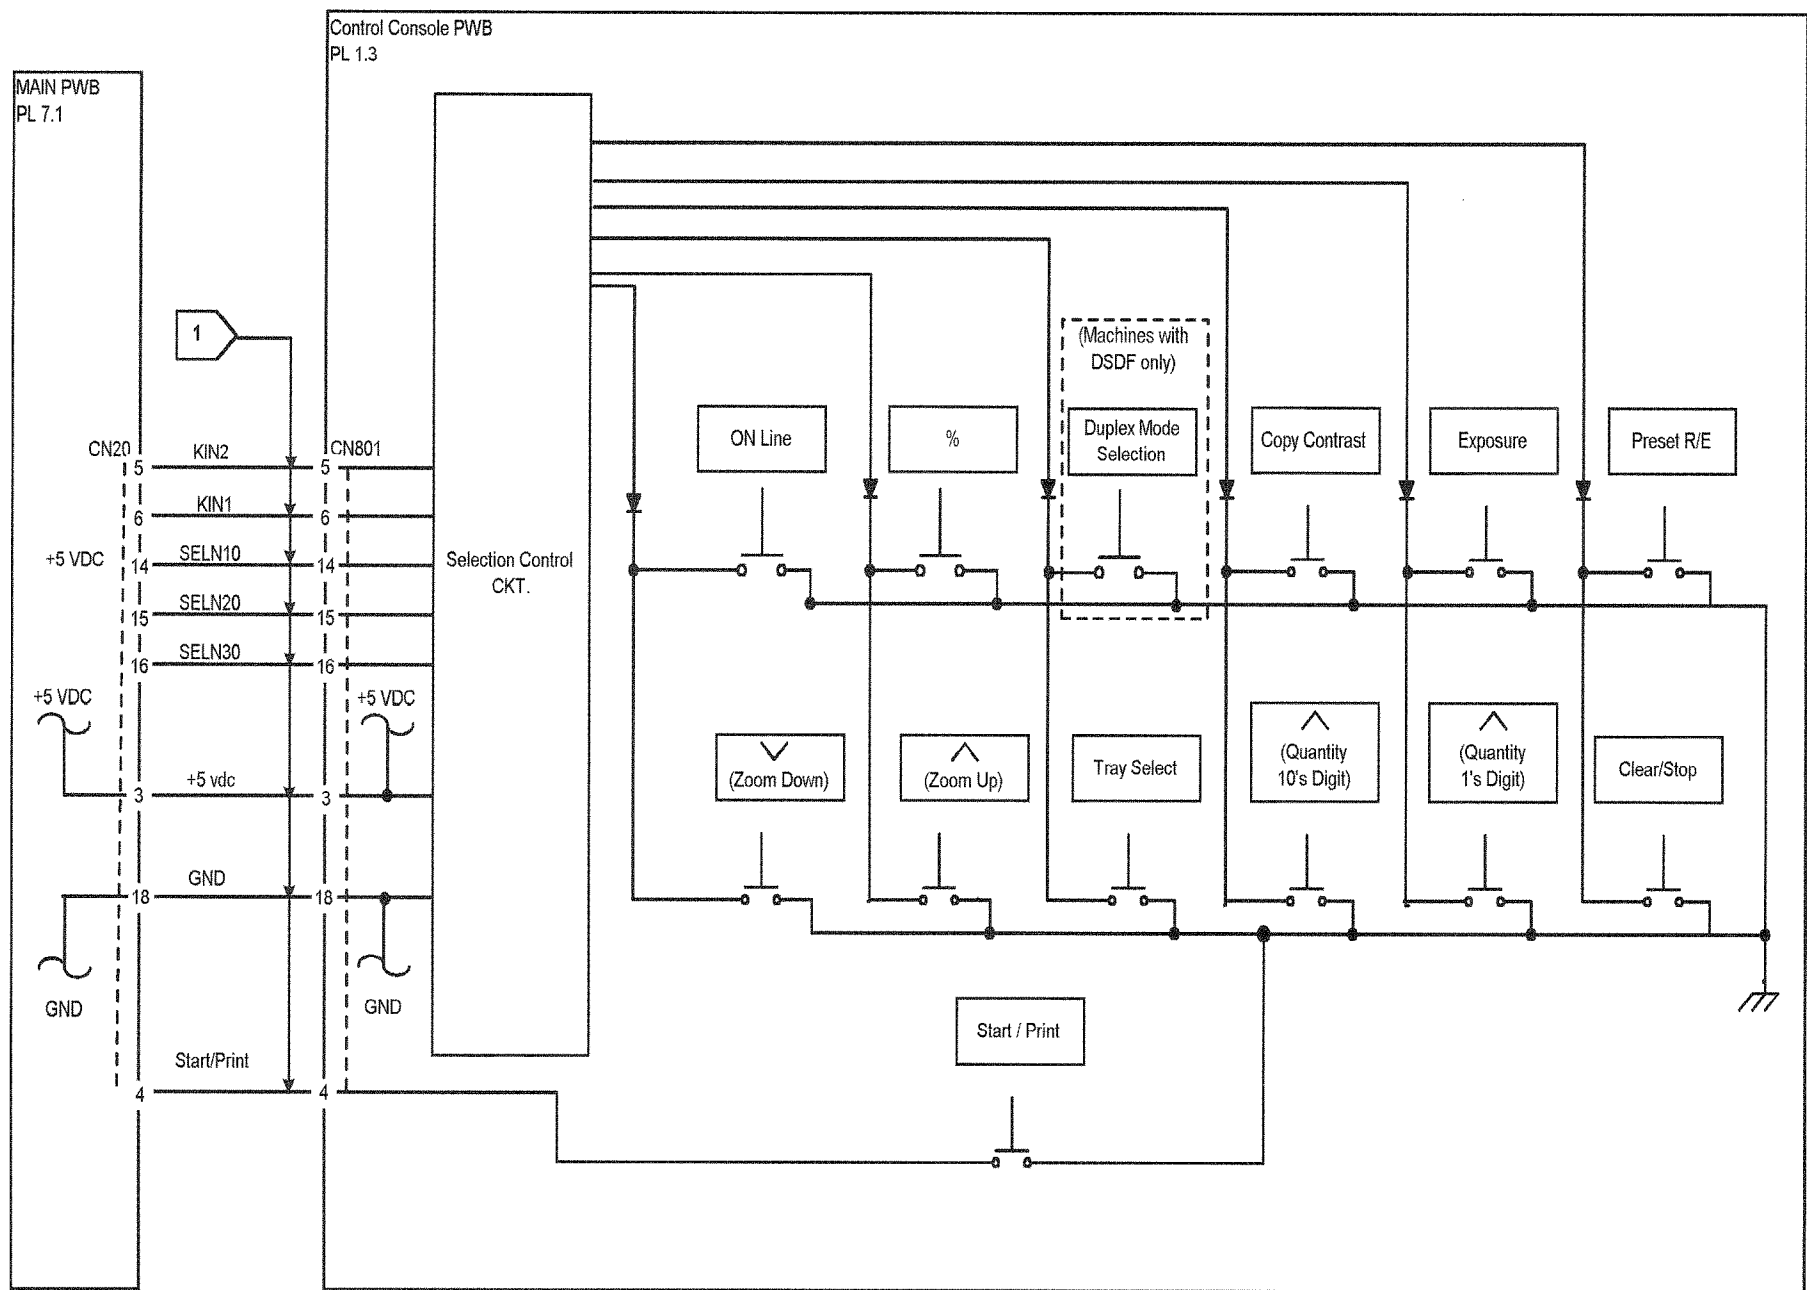 Control Console PWB
PL 1.3
MAIN PWB
PL 7.1
1
(Machines with
DSDF only)
ON Line
%
Duplex Mode
Selection
Copy Contrast
Exposure
Preset R/E
CN20
CN801
5
KIN2
5
6
KIN1
6
+5 VDC
14
SELN10
14
15
SELN20
15
16
SELN30
16
Selection Control
CKT.
+5 VDC
+5 VDC
3
+5 vdc
3
(Zoom Down)
(Zoom Up)
Tray Select
(Quantity
10's Digit)
(Quantity
1's Digit)
Clear/Stop
18
GND
18
GND
GND
Start/Print
4
4
Start / Print